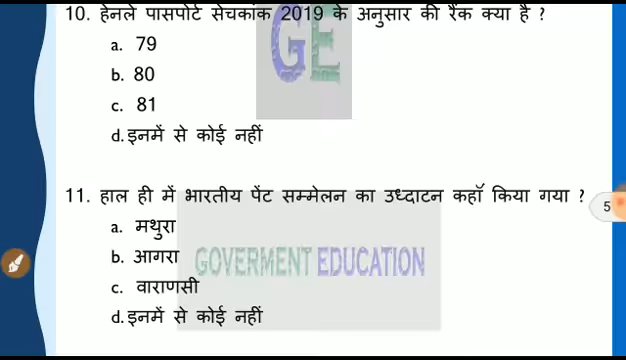 10. हेनले पासपोर्ट सेचकांक 2019 के अनुसार की रैंक क्या है ?
a. 79
b. 80
c. 81
d. इनमें से कोई नहीं
GE
11. हाल ही में भारतीय पेंट सम्मेलन का उध्दाटन कहाँ किया गया ?
5
a. मथुरा
b. आगरा
GOVERMENT EDUCATION
c. वाराणसी
d. इनमें से कोई नहीं